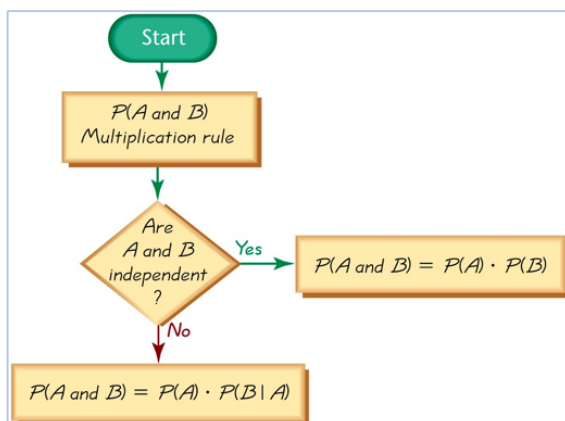 Start
P(A and B)
Multiplication rule
Are
A and B
independent
?
Yes
P(A and B) = P(A) · P(B)
No
P(A and B) = P(A) · P(B | A)